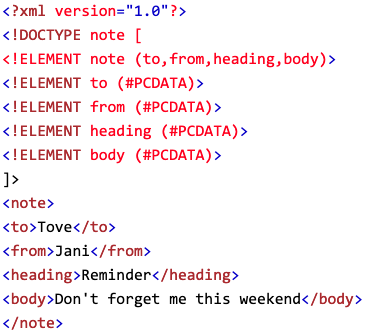 <?xml version="1.0"?>
<!DOCTYPE note [
<!ELEMENT note (to,from,heading,body)>
<!ELEMENT to (#PCDATA)>
<!ELEMENT from (#PCDATA)>
<!ELEMENT heading (#PCDATA)>
<!ELEMENT body (#PCDATA)>
]>
<note>
<to>Tove</to>
<from>Jani</from>
<heading>Reminder</heading>
<body>Don't forget me this weekend</body>
</note>